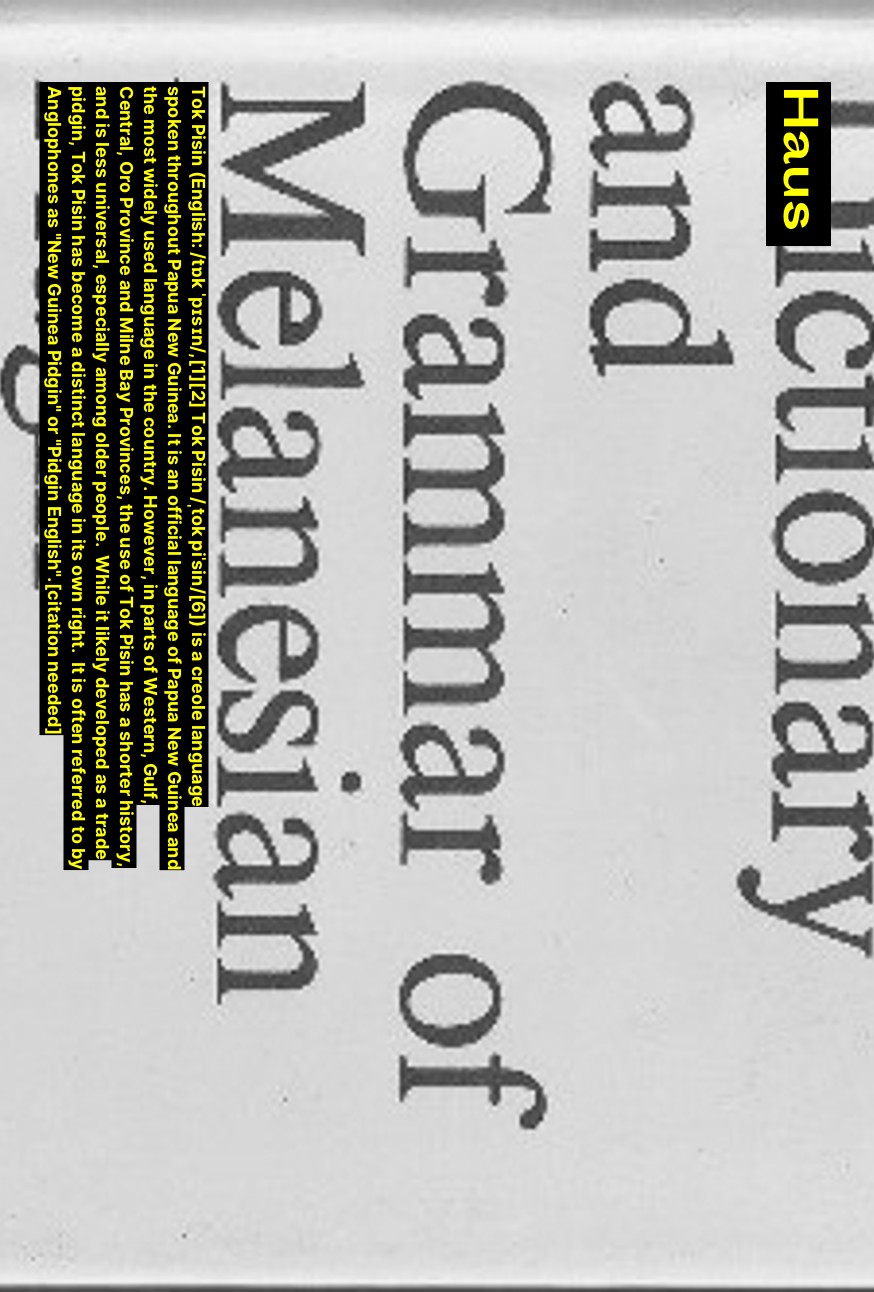 Haus
Dictionary
and
Grammar of
Melanesian
Tok Pisin (English: /tɒk ˈpɪsɪn/,[1][2] Tok Pisin /ˌtok piˈsin/[6]) is a creole language
spoken throughout Papua New Guinea. It is an official language of Papua New Guinea and
the most widely used language in the country. However, in parts of Western, Gulf,
Central, Oro Province and Milne Bay Provinces, the use of Tok Pisin has a shorter history,
and is less universal, especially among older people. While it likely developed as a trade
pidgin, Tok Pisin has become a distinct language in its own right. It is often referred to by
Anglophones as "New Guinea Pidgin" or "Pidgin English".[citation needed]